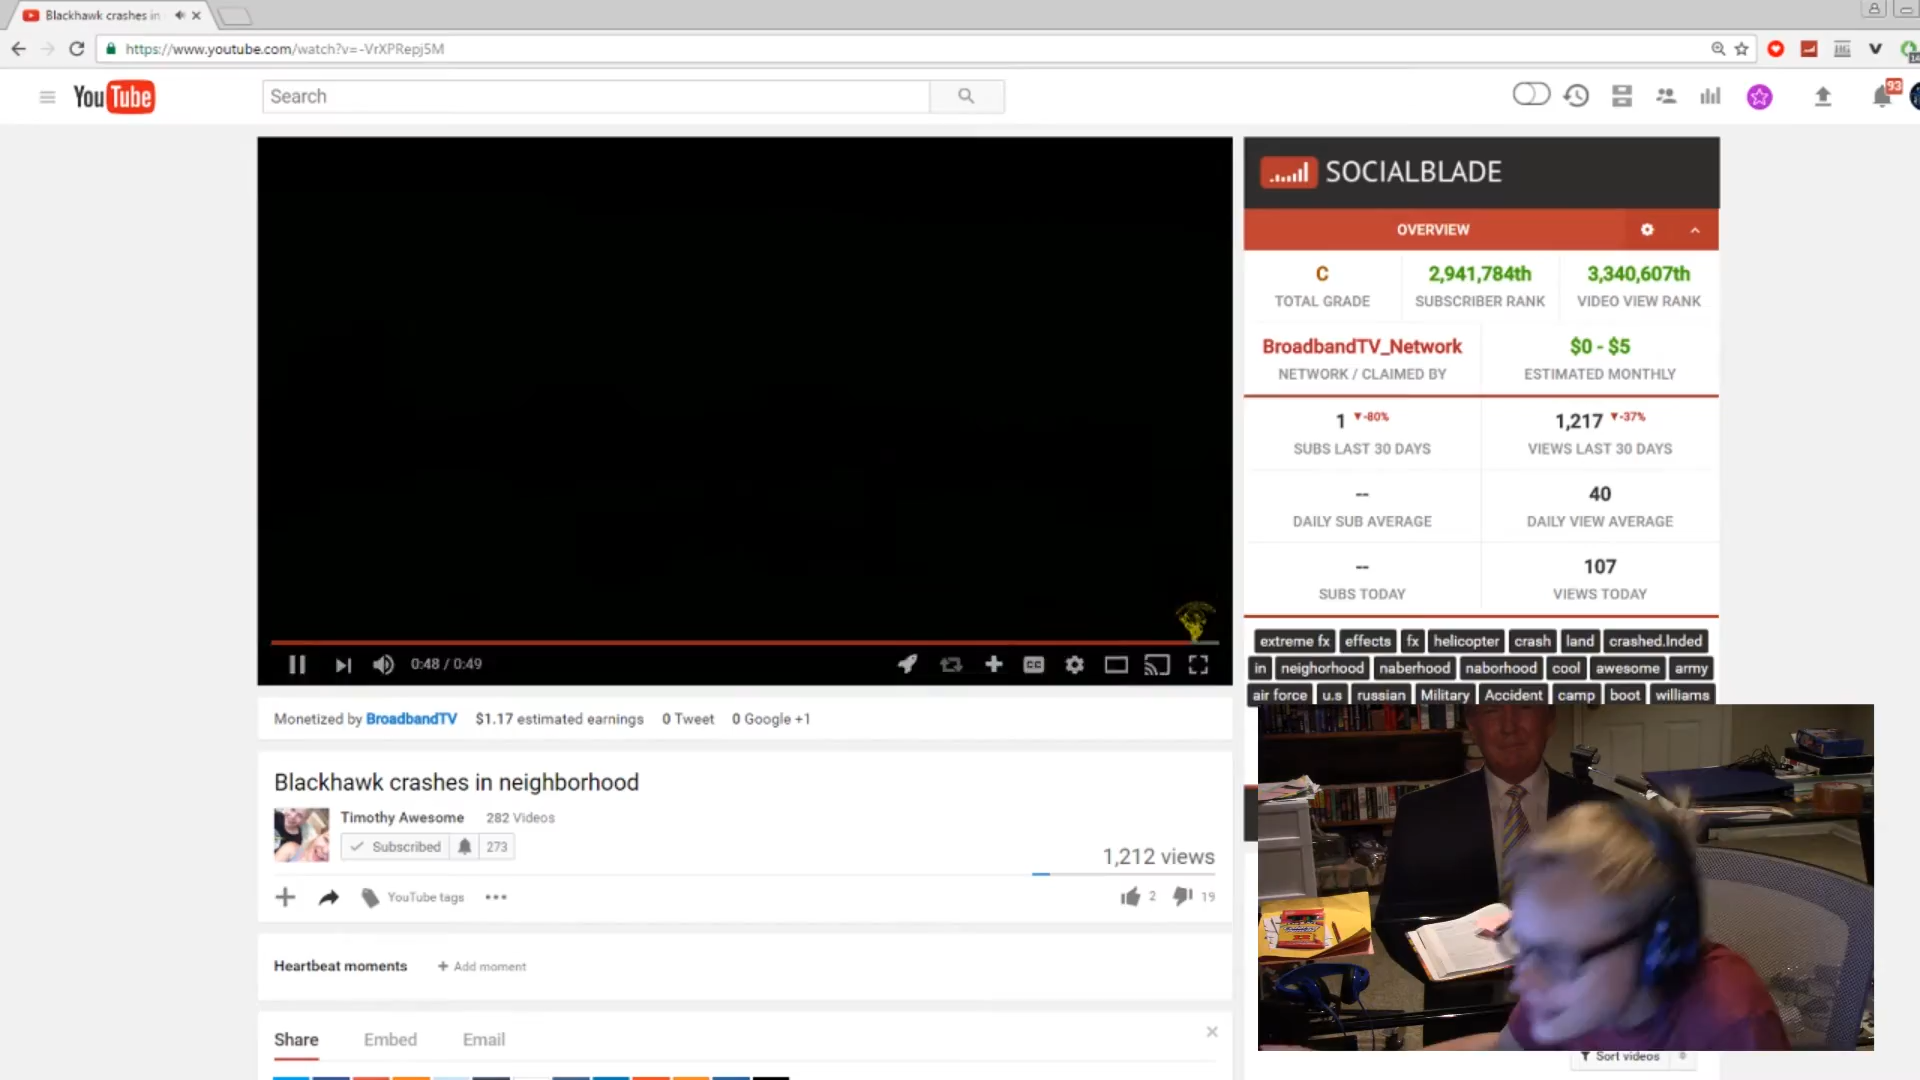 Blackhawk crashes in
https://www.youtube.com/watch?v=-VrXPRepj5M
YouTube
Search
93
SOCIALBLADE
OVERVIEW
C 2,941,784th 3,340,607th
TOTAL GRADE SUBSCRIBER RANK VIDEO VIEW RANK
BroadbandTV_Network $0 - $5
NETWORK / CLAIMED BY ESTIMATED MONTHLY
1 ▼-80% 1,217 ▼-37%
SUBS LAST 30 DAYS VIEWS LAST 30 DAYS
-- 40
DAILY SUB AVERAGE DAILY VIEW AVERAGE
-- 107
SUBS TODAY VIEWS TODAY
extreme fx effects fx helicopter crash land crashed.lnded
in neighorhood naberhood naborhood cool awesome army
air force u.s russian Military Accident camp boot williams
0:48 / 0:49
CC
Monetized by BroadbandTV $1.17 estimated earnings 0 Tweet 0 Google +1
Blackhawk crashes in neighborhood
Timothy Awesome 282 Videos
Subscribed 273
1,212 views
YouTube tags
2 19
Heartbeat moments + Add moment
Share Embed Email
Sort videos